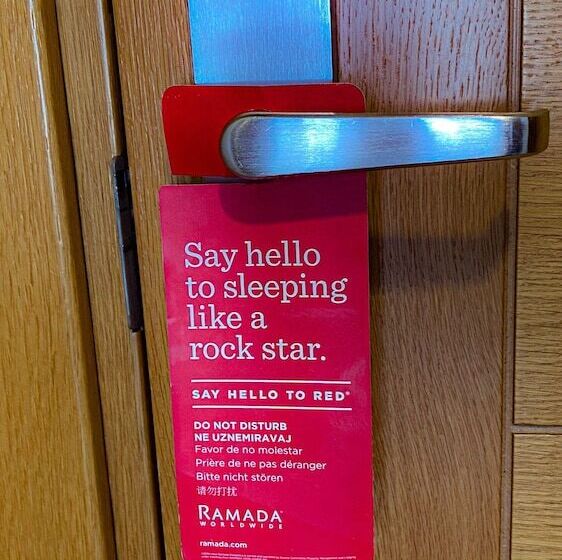 Say hello
to sleeping
like a
rock star.
SAY HELLO TO RED®
DO NOT DISTURB
NE UZNEMIRAVAJ
Favor de no molestar
Prière de ne pas déranger
Bitte nicht stören
请勿打扰
RAMADA®
WORLDWIDE
ramada.com